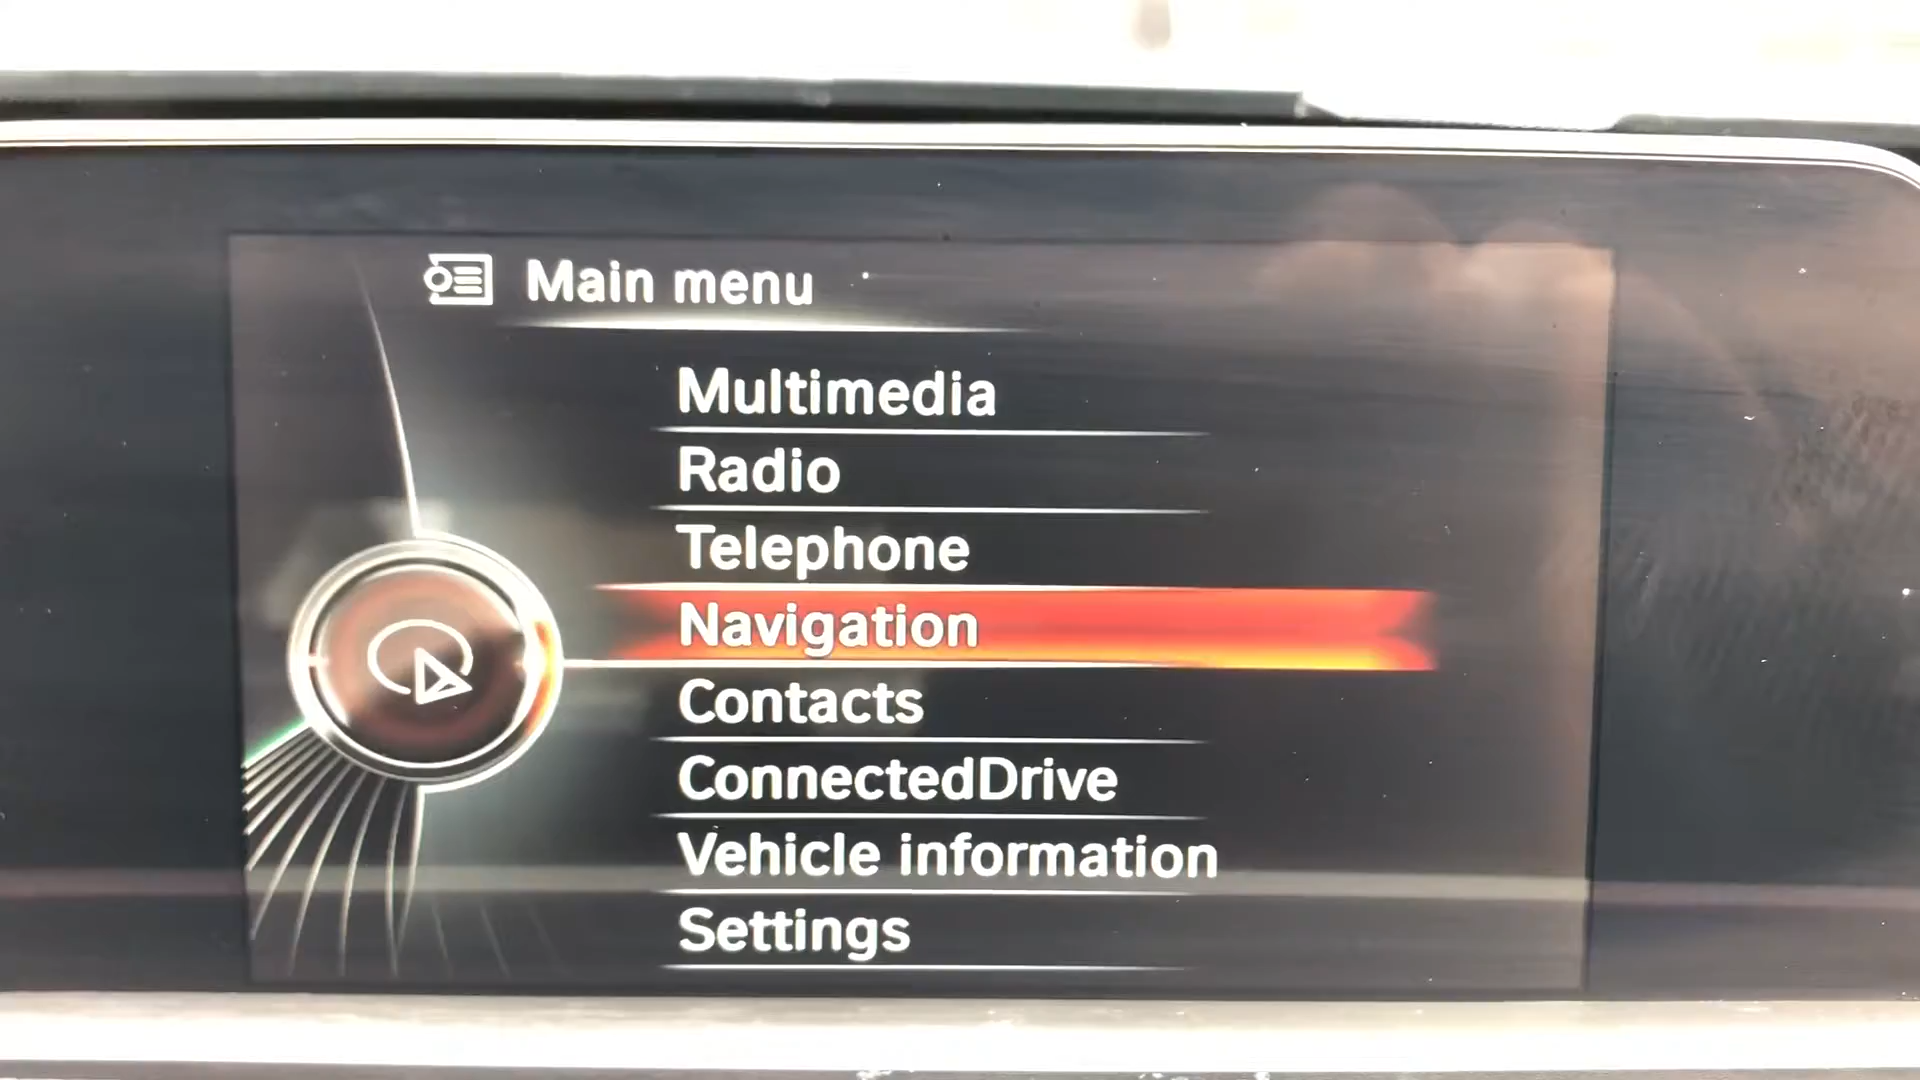 Main menu
Multimedia
Radio
Telephone
Navigation
Contacts
ConnectedDrive
Vehicle information
Settings